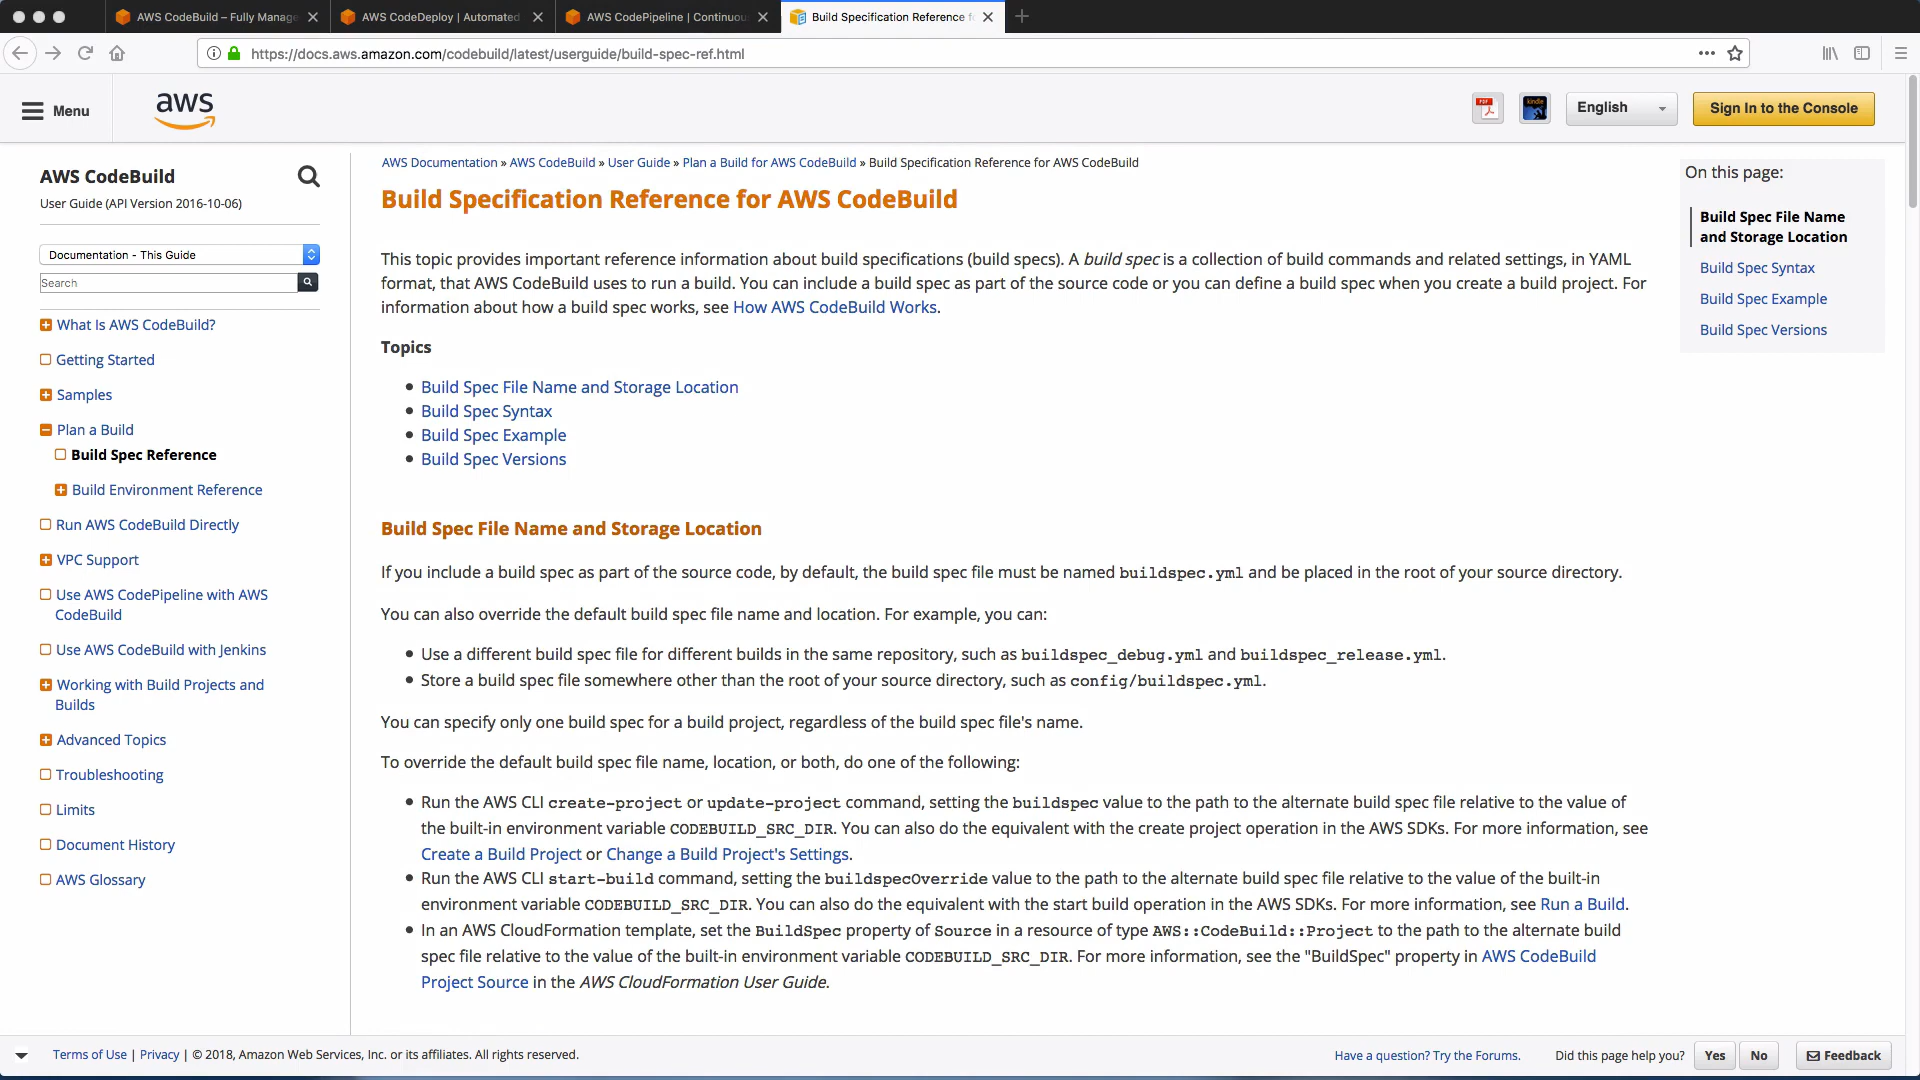 AWS CodeBuild – Fully Manage
AWS CodeDeploy | Automated
AWS CodePipeline | Continuou
Build Specification Reference f
https://docs.aws.amazon.com/codebuild/latest/userguide/build-spec-ref.html
Menu
aws
PDF
kindle
English
Sign In to the Console
AWS CodeBuild
User Guide (API Version 2016-10-06)
Documentation - This Guide
Search
What Is AWS CodeBuild?
Getting Started
Samples
Plan a Build
Build Spec Reference
Build Environment Reference
Run AWS CodeBuild Directly
VPC Support
Use AWS CodePipeline with AWS
CodeBuild
Use AWS CodeBuild with Jenkins
Working with Build Projects and
Builds
Advanced Topics
Troubleshooting
Limits
Document History
AWS Glossary
AWS Documentation » AWS CodeBuild » User Guide » Plan a Build for AWS CodeBuild » Build Specification Reference for AWS CodeBuild
Build Specification Reference for AWS CodeBuild
This topic provides important reference information about build specifications (build specs). A build spec is a collection of build commands and related settings, in YAML
format, that AWS CodeBuild uses to run a build. You can include a build spec as part of the source code or you can define a build spec when you create a build project. For
information about how a build spec works, see How AWS CodeBuild Works.
Topics
• Build Spec File Name and Storage Location
• Build Spec Syntax
• Build Spec Example
• Build Spec Versions
Build Spec File Name and Storage Location
If you include a build spec as part of the source code, by default, the build spec file must be named buildspec.yml and be placed in the root of your source directory.
You can also override the default build spec file name and location. For example, you can:
• Use a different build spec file for different builds in the same repository, such as buildspec_debug.yml and buildspec_release.yml.
• Store a build spec file somewhere other than the root of your source directory, such as config/buildspec.yml.
You can specify only one build spec for a build project, regardless of the build spec file's name.
To override the default build spec file name, location, or both, do one of the following:
• Run the AWS CLI create-project or update-project command, setting the buildspec value to the path to the alternate build spec file relative to the value of
the built-in environment variable CODEBUILD_SRC_DIR. You can also do the equivalent with the create project operation in the AWS SDKs. For more information, see
Create a Build Project or Change a Build Project's Settings.
• Run the AWS CLI start-build command, setting the buildspecOverride value to the path to the alternate build spec file relative to the value of the built-in
environment variable CODEBUILD_SRC_DIR. You can also do the equivalent with the start build operation in the AWS SDKs. For more information, see Run a Build.
• In an AWS CloudFormation template, set the BuildSpec property of Source in a resource of type AWS::CodeBuild::Project to the path to the alternate build
spec file relative to the value of the built-in environment variable CODEBUILD_SRC_DIR. For more information, see the "BuildSpec" property in AWS CodeBuild
Project Source in the AWS CloudFormation User Guide.
On this page:
Build Spec File Name
and Storage Location
Build Spec Syntax
Build Spec Example
Build Spec Versions
Terms of Use | Privacy | © 2018, Amazon Web Services, Inc. or its affiliates. All rights reserved.
Have a question? Try the Forums.
Did this page help you?
Yes
No
Feedback